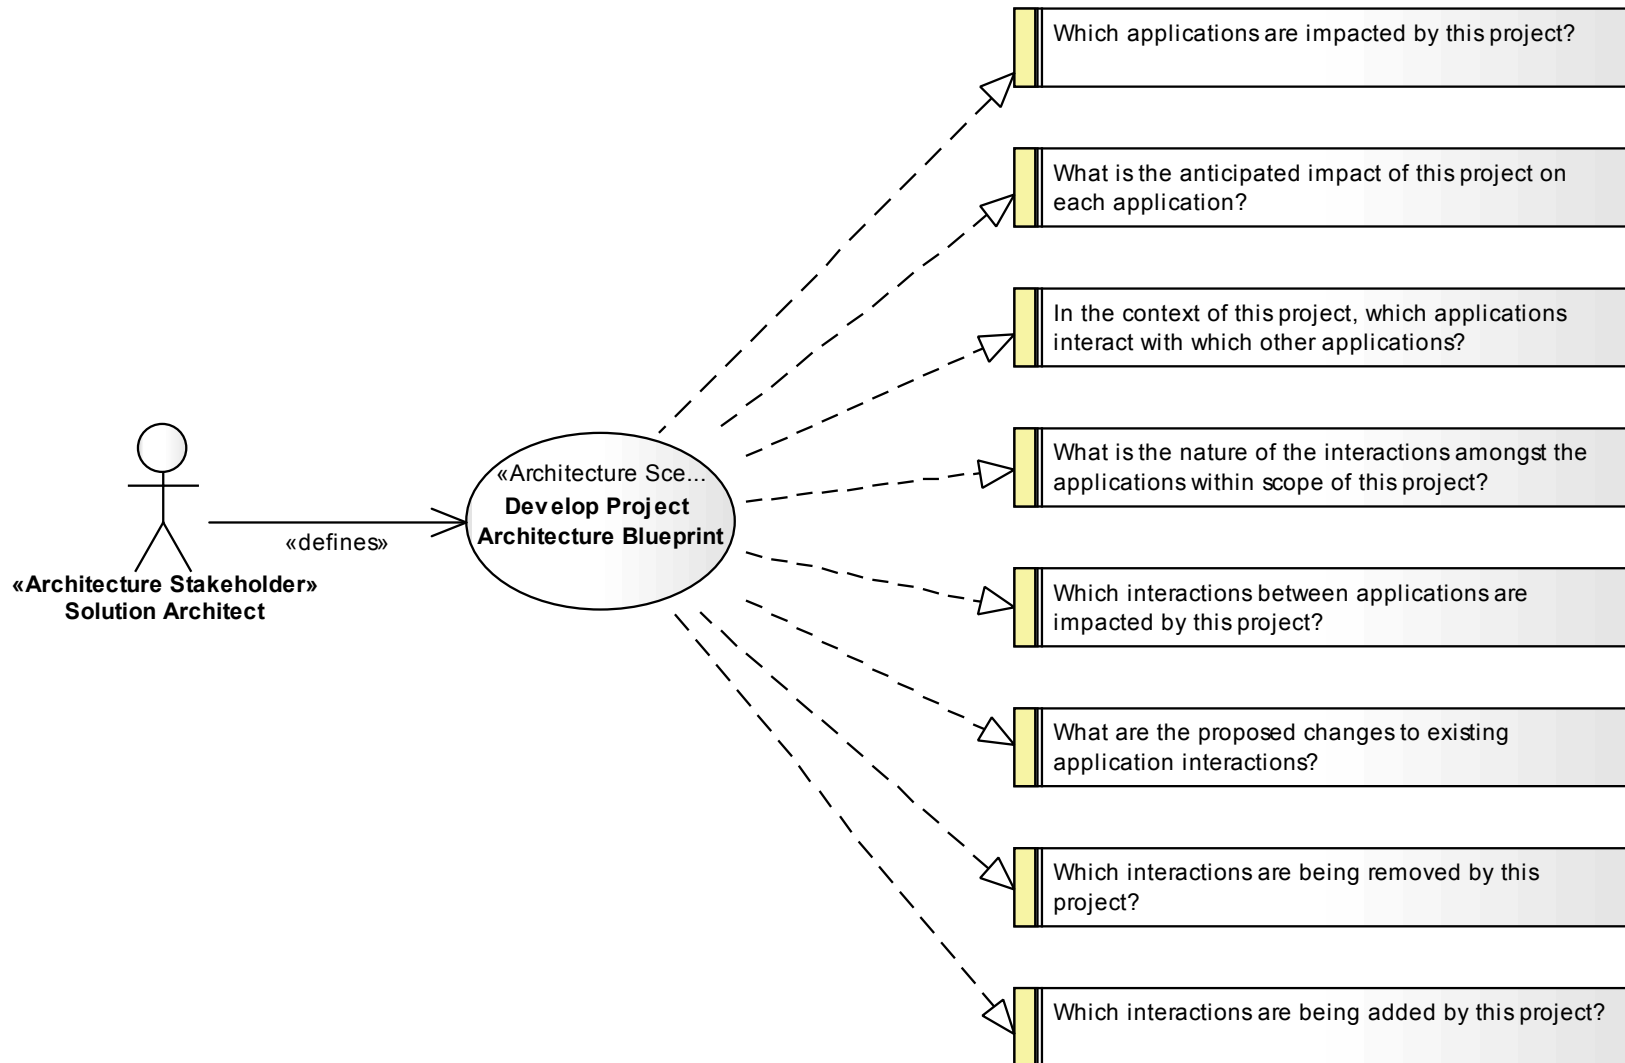 Which applications are impacted by this project?
What is the anticipated impact of this project on
each application?
In the context of this project, which applications
interact with which other applications?
«Architecture Sce...
Develop Project
Architecture Blueprint
What is the nature of the interactions amongst the
applications within scope of this project?
«defines»
«Architecture Stakeholder»
Solution Architect
Which interactions between applications are
impacted by this project?
What are the proposed changes to existing
application interactions?
Which interactions are being removed by this
project?
Which interactions are being added by this project?